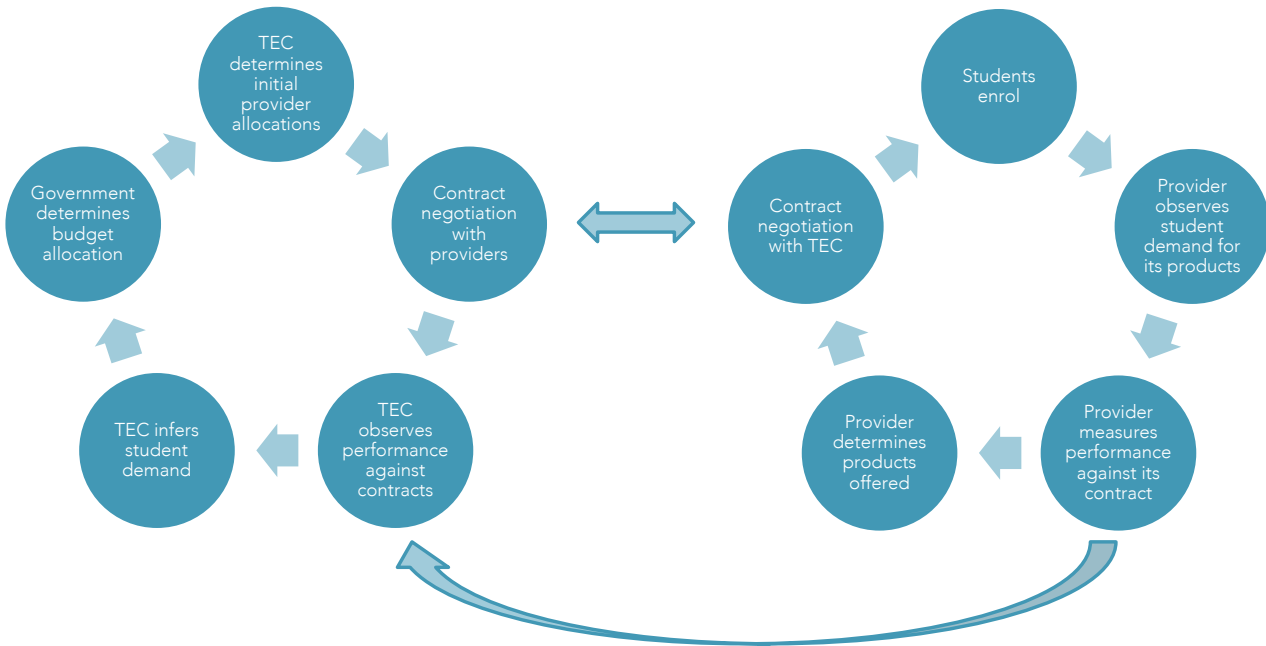 TEC
determines
initial
provider
allocations
Contract
negotiation
with
providers
TEC
observes
performance
against
contracts
TEC infers
student
demand
Government
determines
budget
allocation
Students
enrol
Provider
observes
student
demand for
its products
Provider
measures
performance
against its
contract
Provider
determines
products
offered
Contract
negotiation
with TEC